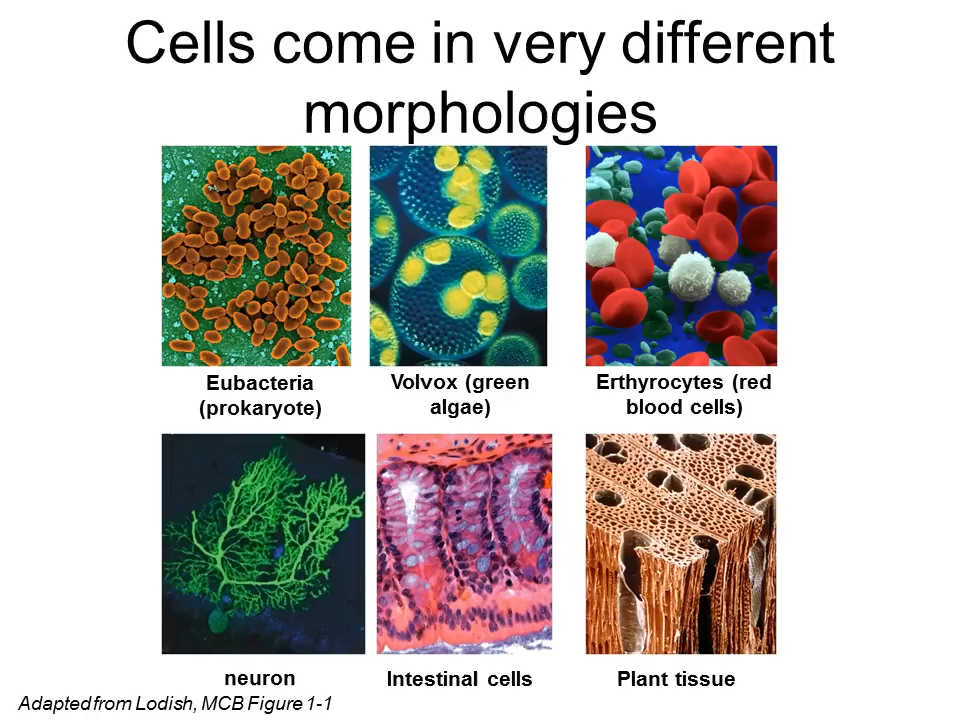 Cells come in very different
morphologies
Eubacteria
(prokaryote)
Volvox (green
algae)
Erthyrocytes (red
blood cells)
neuron
Intestinal cells
Plant tissue
Adapted from Lodish, MCB Figure 1-1